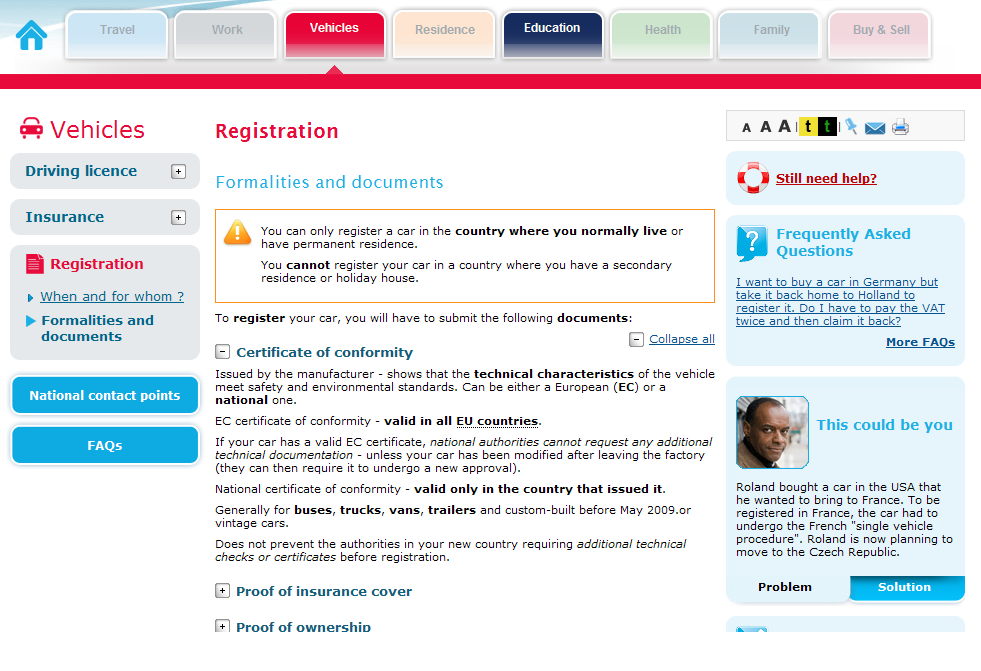 Travel
Work
Vehicles
Residence
Education
Health
Family
Buy & Sell
Vehicles
Driving licence
Insurance
Registration
When and for whom ?
Formalities and
documents
National contact points
FAQs
Registration
Formalities and documents
You can only register a car in the country where you normally live or
have permanent residence.
You cannot register your car in a country where you have a secondary
residence or holiday house.
To register your car, you will have to submit the following documents:
Collapse all
Certificate of conformity
Issued by the manufacturer - shows that the technical characteristics of the vehicle
meet safety and environmental standards. Can be either a European (EC) or a
national one.
EC certificate of conformity - valid in all EU countries.
If your car has a valid EC certificate, national authorities cannot request any additional
technical documentation - unless your car has been modified after leaving the factory
(they can then require it to undergo a new approval).
National certificate of conformity - valid only in the country that issued it.
Generally for buses, trucks, vans, trailers and custom-built before May 2009.or
vintage cars.
Does not prevent the authorities in your new country requiring additional technical
checks or certificates before registration.
Proof of insurance cover
Proof of ownership
A A A | t t |
Still need help?
Frequently Asked
Questions
I want to buy a car in Germany but
take it back home to Holland to
register it. Do I have to pay the VAT
twice and then claim it back?
More FAQs
This could be you
Roland bought a car in the USA that
he wanted to bring to France. To be
registered in France, the car had to
undergo the French "single vehicle
procedure". Roland is now planning to
move to the Czech Republic.
Problem
Solution